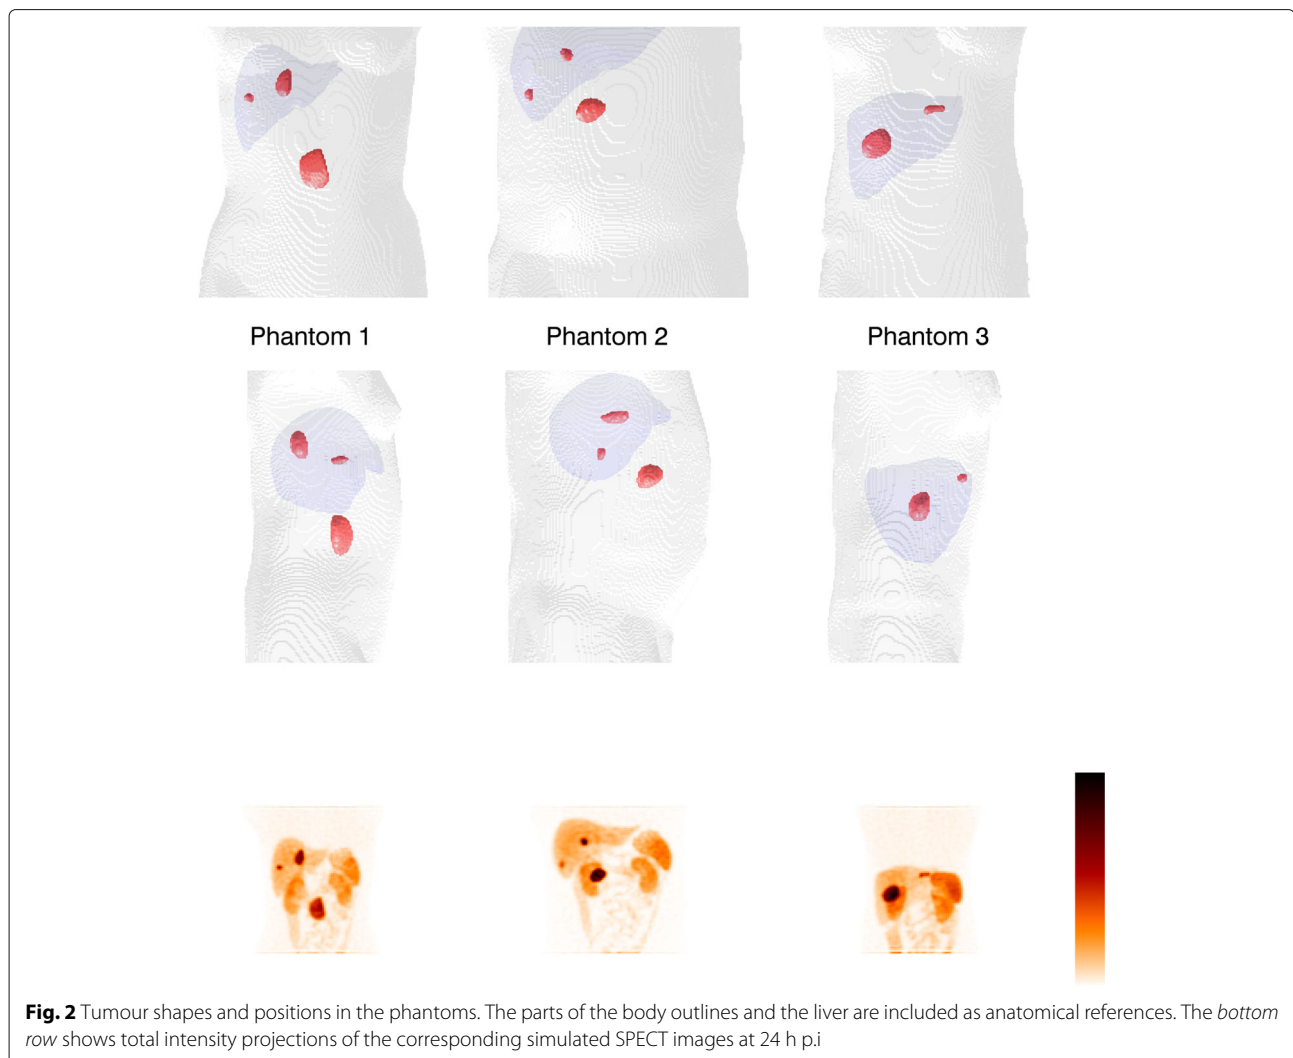 Phantom 1
Phantom 2
Phantom 3
Fig. 2 Tumour shapes and positions in the phantoms. The parts of the body outlines and the liver are included as anatomical references. The bottom
row shows total intensity projections of the corresponding simulated SPECT images at 24 h p.i